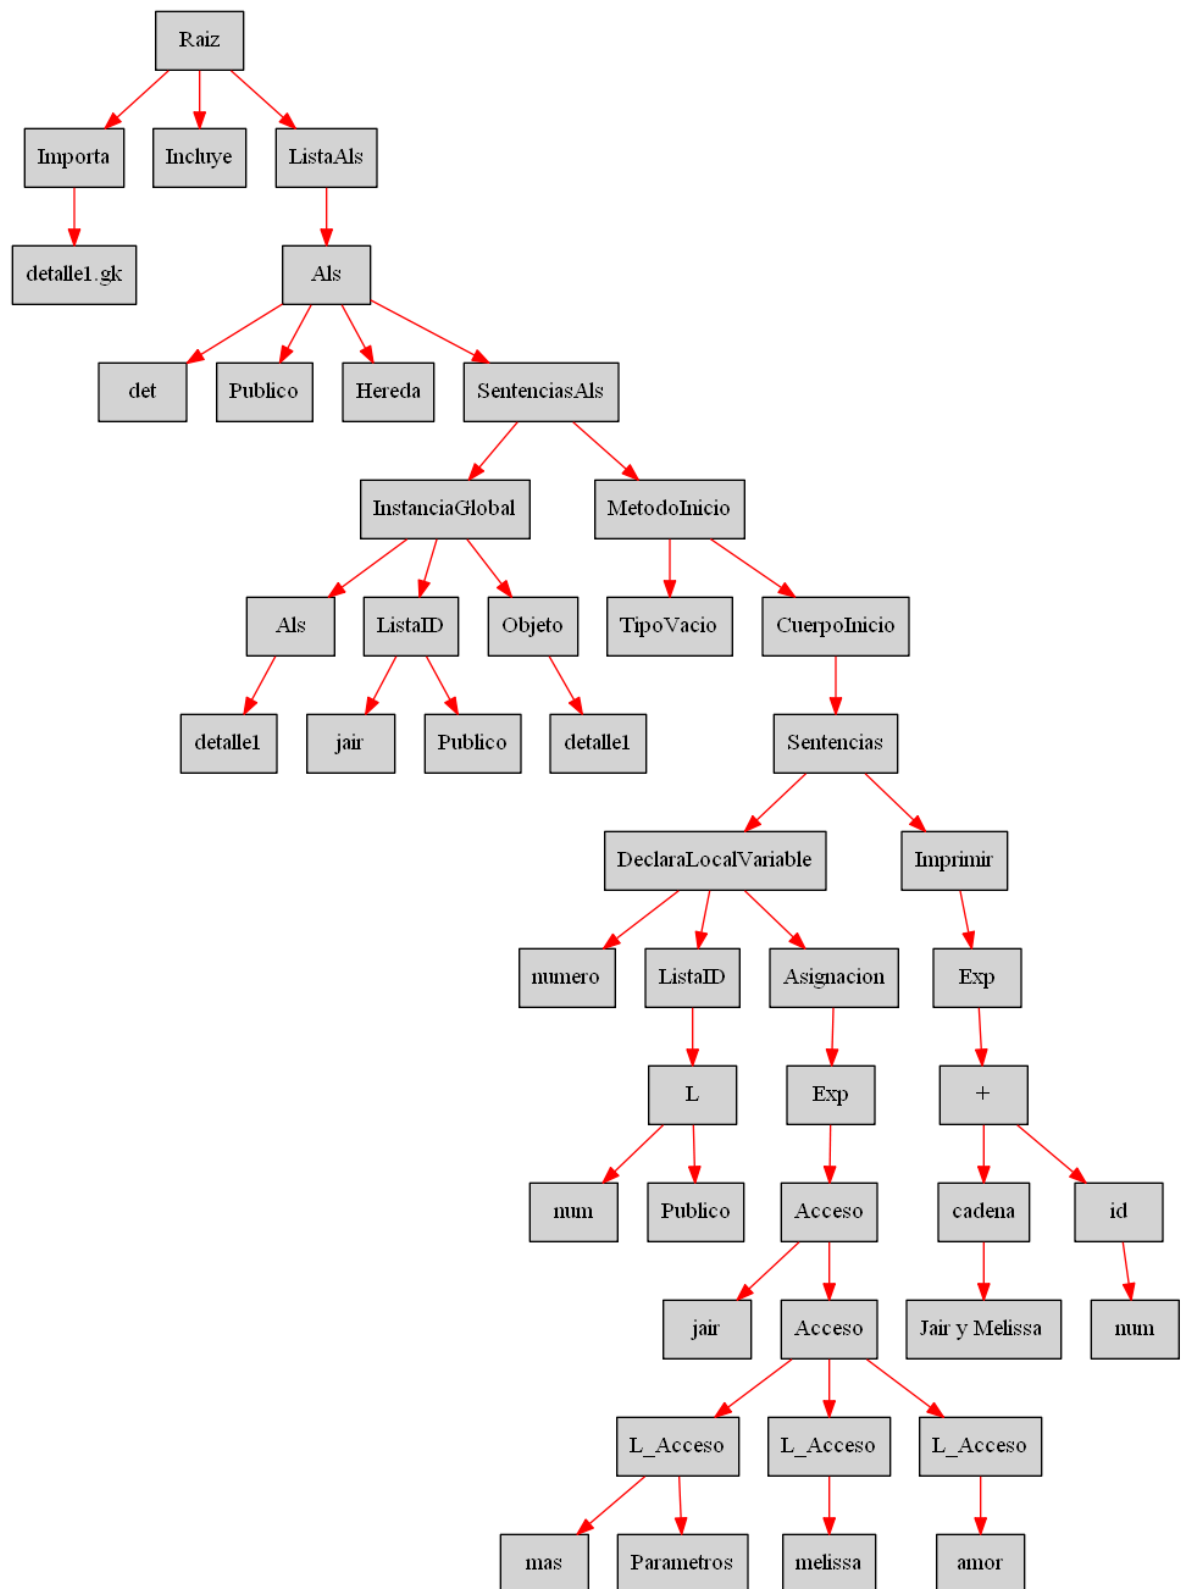 Raiz
Importa Incluye ListaAls
detalle1.gk Als
det Publico Hereda SentenciasAls
InstanciaGlobal MetodoInicio
Als ListaID Objeto TipoVacio CuerpoInicio
detalle1 jair Publico detalle1 Sentencias
DeclaraLocalVariable Imprimir
numero ListaID Asignacion Exp
L Exp +
num Publico Acceso cadena id
jair Acceso Jair y Melissa num
L_Acceso L_Acceso L_Acceso
mas Parametros melissa amor